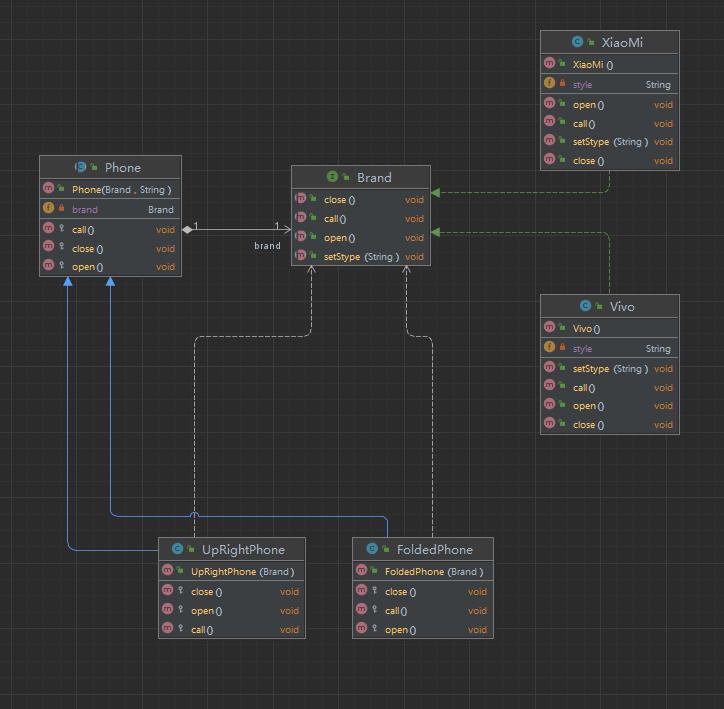 XiaoMi
XiaoMi ()
style String
open () void
call () void
setStype (String ) void
close () void
Phone
Phone(Brand , String )
brand Brand
call () void
close () void
open () void
1
1
brand
Brand
close () void
call () void
open () void
setStype (String ) void
Vivo
Vivo ()
style String
setStype (String ) void
call () void
open () void
close () void
UpRightPhone
UpRightPhone (Brand )
close () void
open () void
call () void
FoldedPhone
FoldedPhone (Brand )
close () void
call () void
open () void